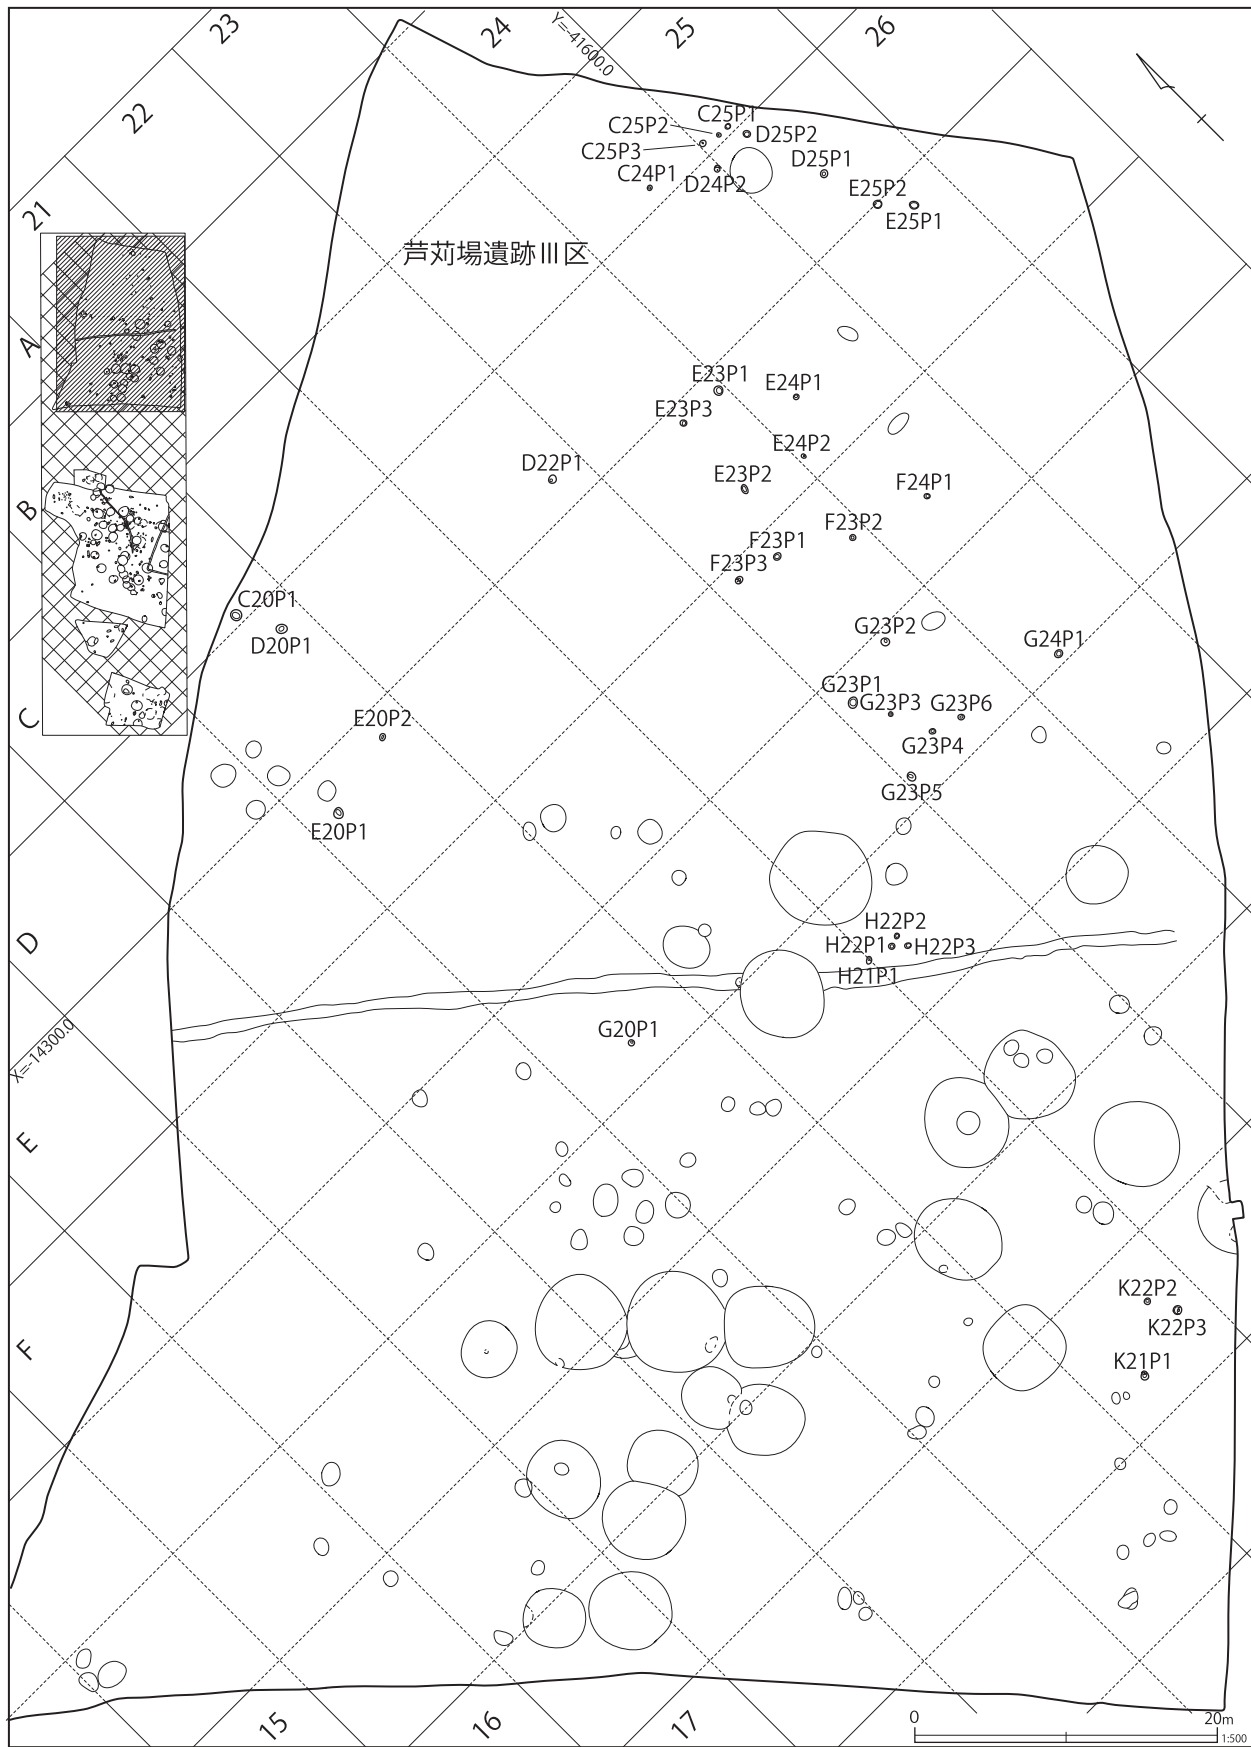 23
24
25
26
Y=-41600.0
22
C25P1
C25P2
D25P2
C25P3
D25P1
C24P1
D24P2
E25P2
E25P1
21
芦苅場遺跡Ⅲ区
A
E23P1
E24P1
E23P3
E24P2
D22P1
E23P2
F24P1
B
F23P2
F23P1
F23P3
C20P1
D20P1
G23P2
G24P1
G23P1
G23P3
G23P6
C
E20P2
G23P4
G23P5
E20P1
D
H22P2
H22P1
H22P3
H21P1
G20P1
X=-14300.0
E
K22P2
K22P3
F
K21P1
15
16
17
0
20m
1:500